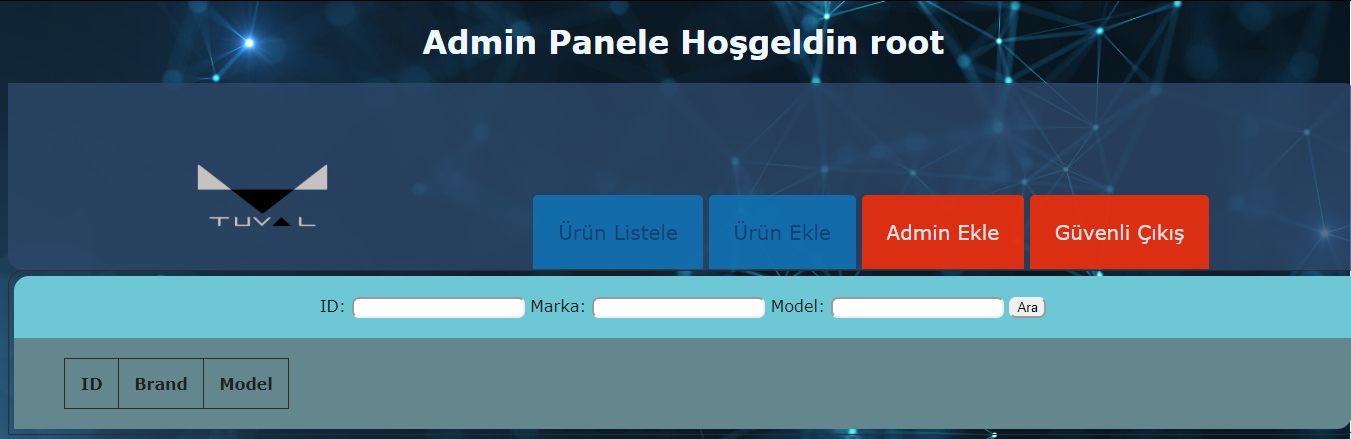 Admin Panele Hoşgeldin root
TUVAL
Ürün Listele Ürün Ekle Admin Ekle Güvenli Çıkış
ID: Marka: Model: Ara
ID Brand Model